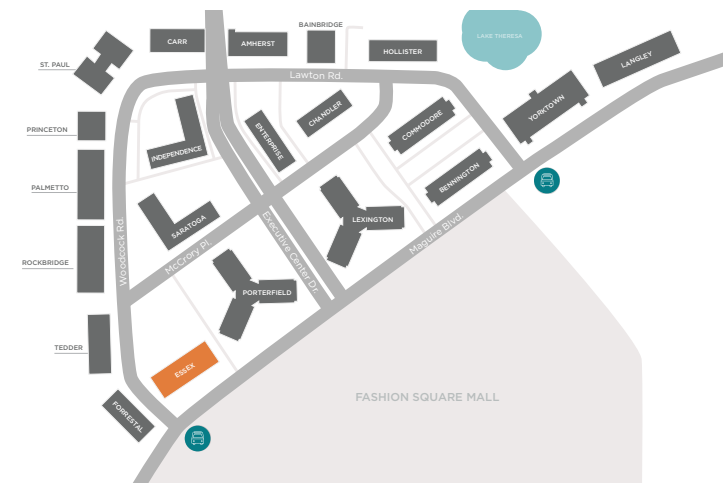 BAINBRIDGE
CARR
AMHERST
HOLLISTER
LAKE THERESA
LANGLEY
ST. PAUL
Lawton Rd.
YORKTOWN
CHANDLER
COMMODORE
PRINCETON
ENTERPRISE
INDEPENDENCE
BENNINGTON
PALMETTO
LEXINGTON
SARATOGA
Maguire Blvd.
Woodcock Rd.
McCrory Pl.
Executive Center Dr.
ROCKBRIDGE
PORTERFIELD
TEDDER
ESSEX
FASHION SQUARE MALL
FORRESTAL